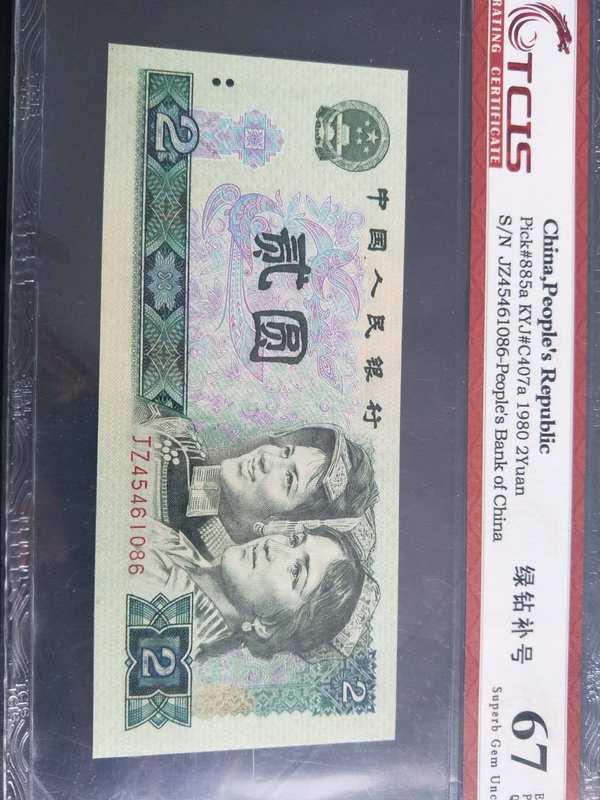 TCIS
RATING CERTIFICATE
China,People's Republic
Pick#885a KYJ#C407a 1980 2Yuan
S/N JZ45461086-People's Bank of China
绿钻补号
67
Superb Gem Unc
中国人民银行
贰圆
2
JZ45461086
2
2